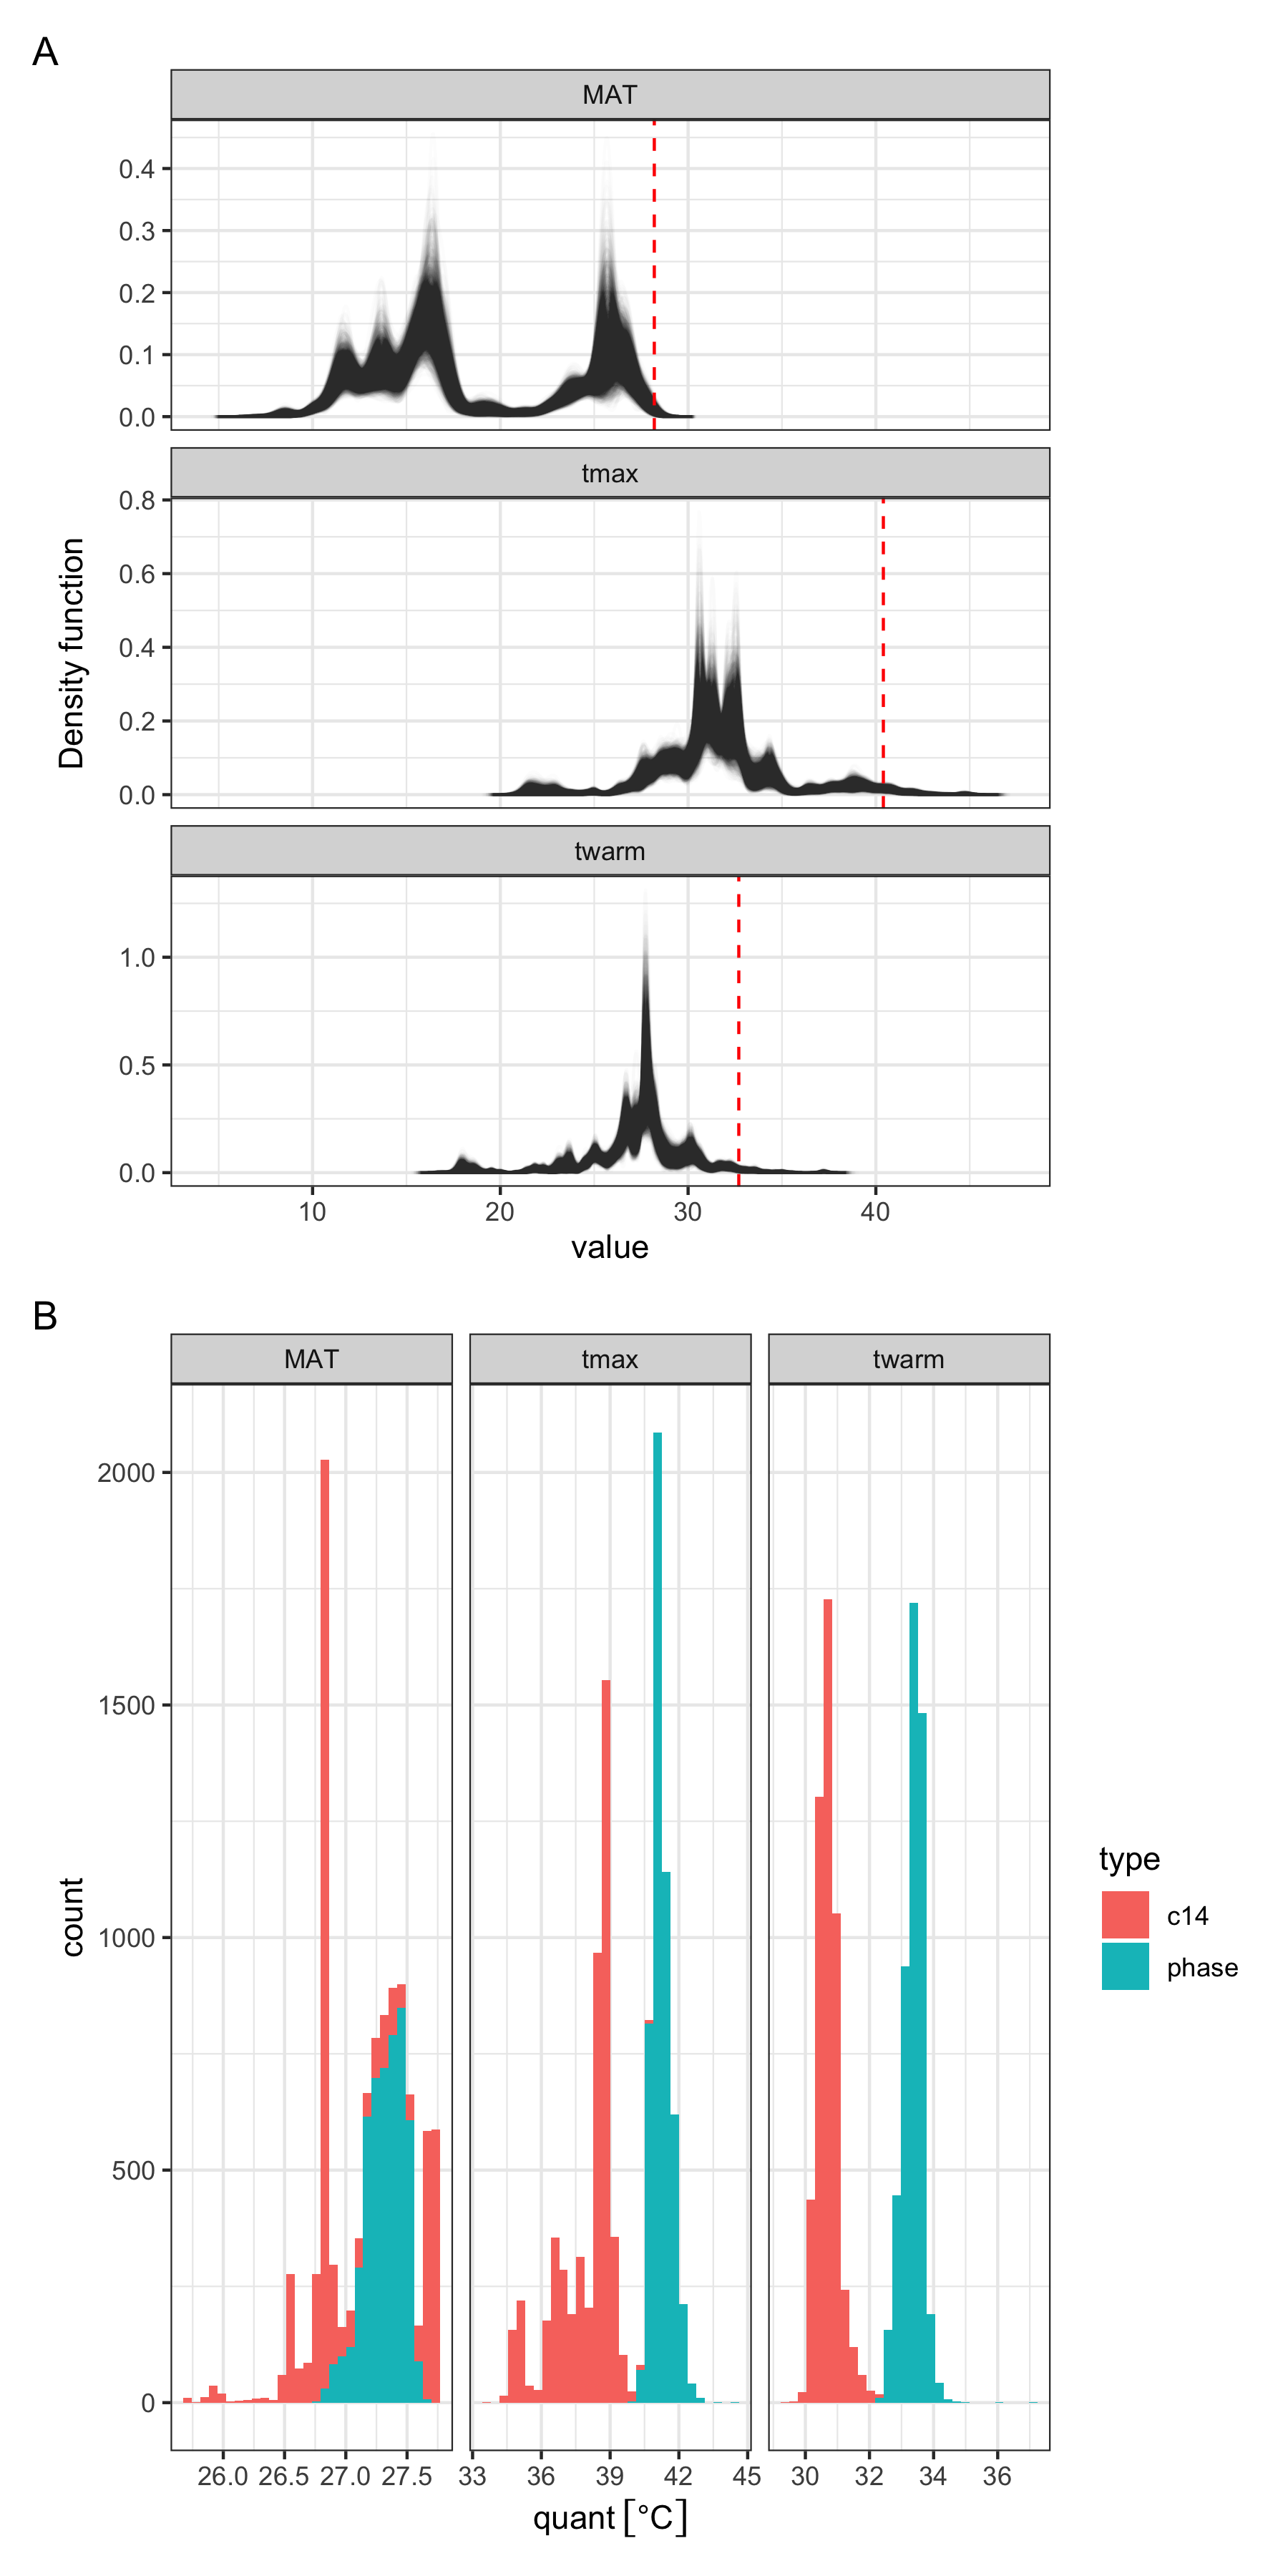 A
MAT
0.4
0.3
0.2
0.1
0.0
tmax
0.8
0.6
0.4
0.2
0.0
Density function
twarm
1.0
0.5
0.0
10 20 30 40
value
B
MAT tmax twarm
2000
1500
1000
500
0
count
26.0 26.5 27.0 27.5 33 36 39 42 45 30 32 34 36
quant [°C]
type
c14
phase